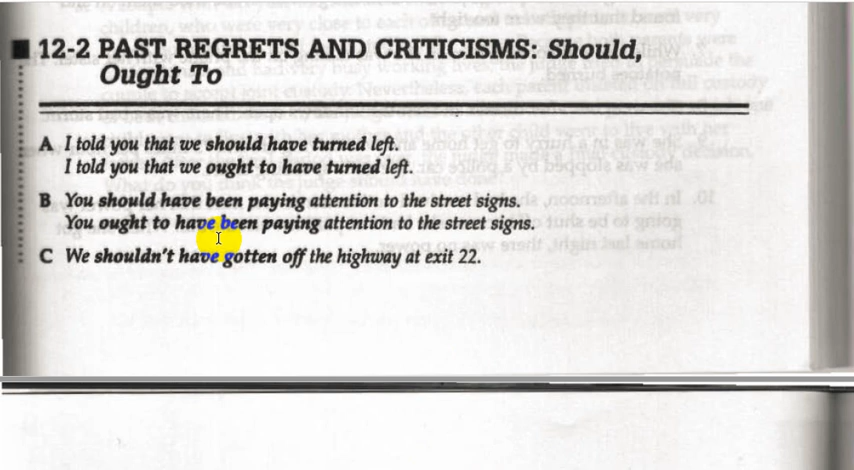 12-2 PAST REGRETS AND CRITICISMS: Should,
Ought To
A I told you that we should have turned left.
I told you that we ought to have turned left.
B You should have been paying attention to the street signs.
You ought to have been paying attention to the street signs.
C We shouldn't have gotten off the highway at exit 22.